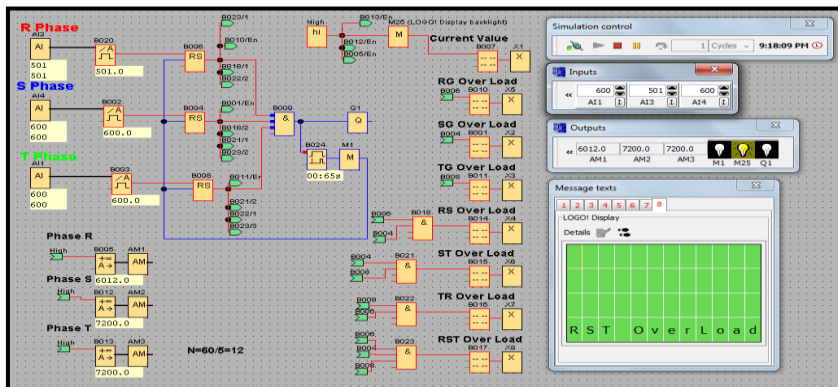 R Phase
AI3
AI
501
501
B020
501.0
B006
RS
B023/1
B010/En
B018/1
B022/2
S Phase
AI4
AI
600
600
B002
600.0
B004
RS
B001/En
B018/2
B021/1
B023/2
T Phase
AI1
AI
600
600
B003
600.0
B008
RS
B011/En
B021/2
B022/1
B023/3
B009
&
Q1
Q
B024
00:65s
M1
M
High
hi
B013/En
B012/En
B005/En
M25 (LOGO! Display backlight)
M
Current Value
B007
X1
X
RG Over Load
B006
B010
X5
X
SG Over Load
B004
B001
X2
X
TG Over Load
B008
B011
X3
X
RS Over Load
B006
B004
B018
&
B014
X4
X
ST Over Load
B004
B008
B021
&
B015
X6
X
TR Over Load
B008
B006
B022
&
B016
X7
X
RST Over Load
B006
B004
B008
B023
&
B017
X8
X
Phase R
High
B005
+=
A→
AM1
AM
6012.0
Phase S
High
B012
+=
A→
AM2
AM
7200.0
Phase T
High
B013
+=
A→
AM3
AM
7200.0
N=60/5=12
Simulation control
1 Cycles 9:18:09 PM
Inputs
« 600 501 600
AI1 I AI3 I AI4 I
Outputs
« 6012.0 7200.0 7200.0
AM1 AM2 AM3 M1 M25 Q1
Message texts
1 2 3 4 5 6 7 8
LOGO! Display
Details
RST OverLoad